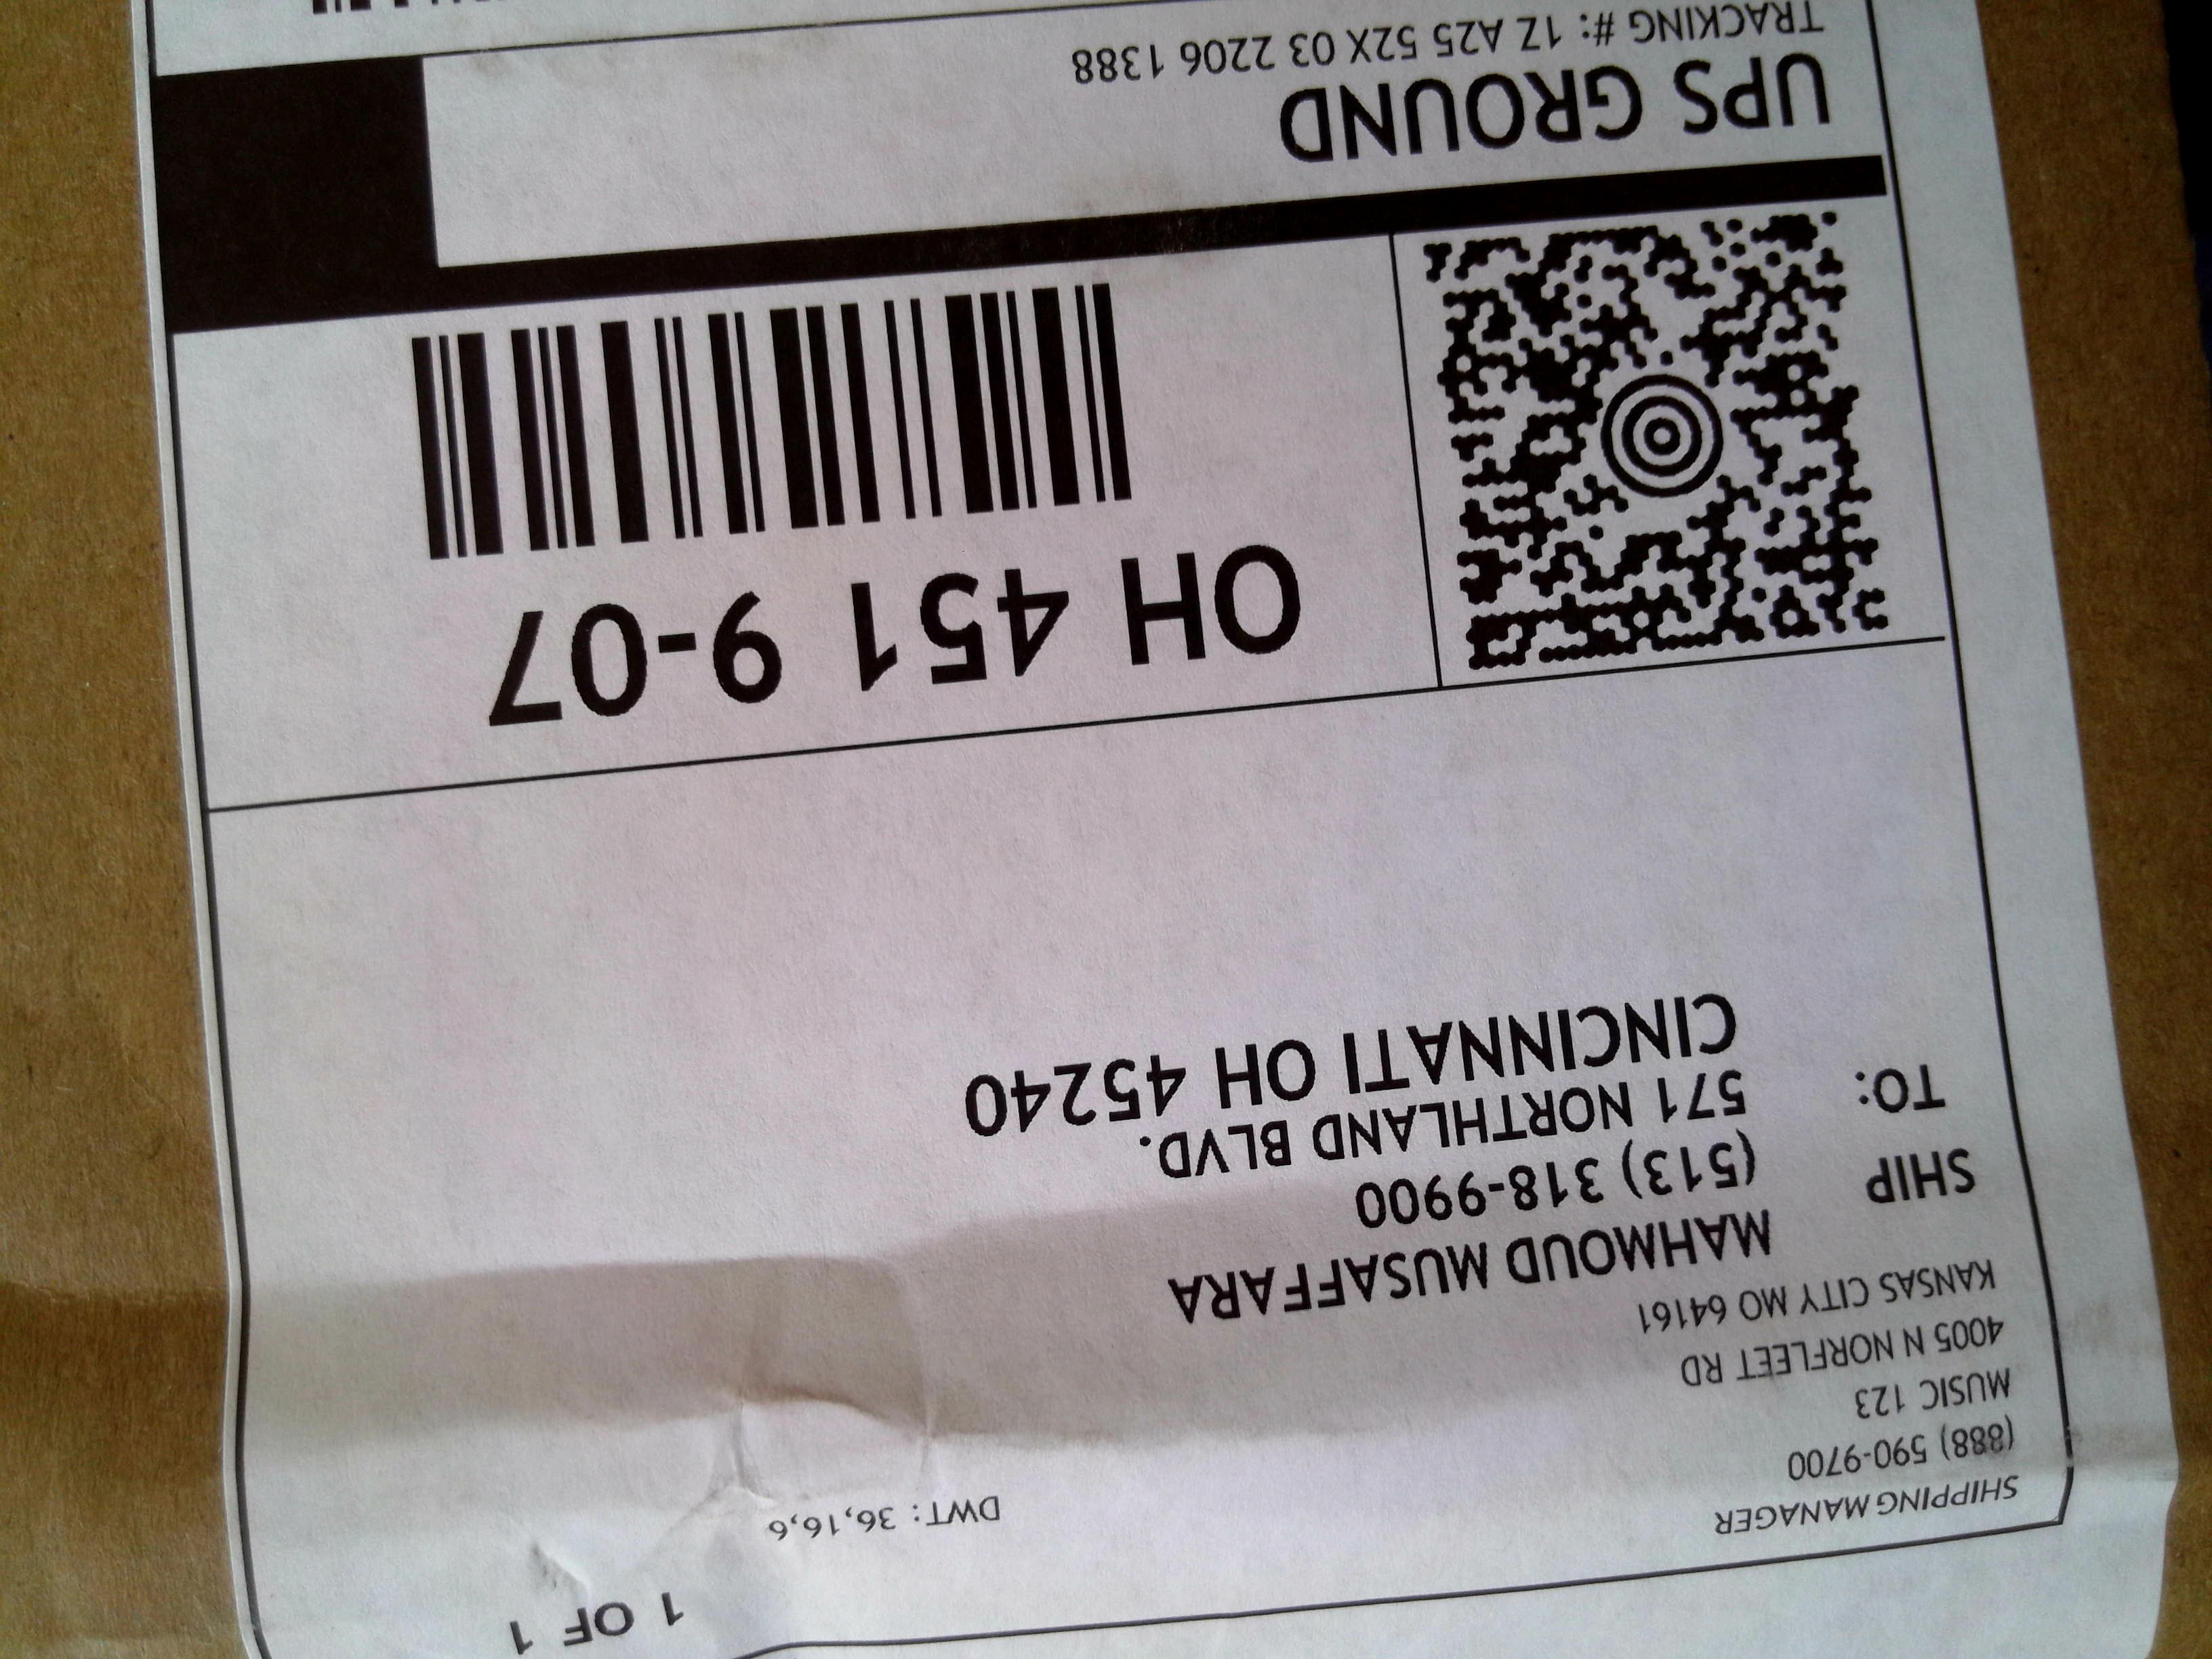 1 OF 1
DWT: 36,16,6
SHIPPING MANAGER
(888) 590-9700
MUSIC 123
4005 N NORFLEET RD
KANSAS CITY MO 64161
SHIP
TO:
MAHMOUD MUSAFFARA
(513) 318-9900
571 NORTHLAND BLVD.
CINCINNATI OH 45240
OH 451 9-07
UPS GROUND
TRACKING #: 1Z A25 52X 03 2206 1388